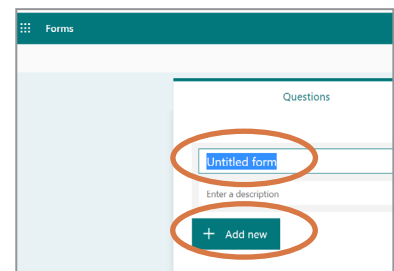 Forms
Questions
Untitled form
Enter a description
+ Add new